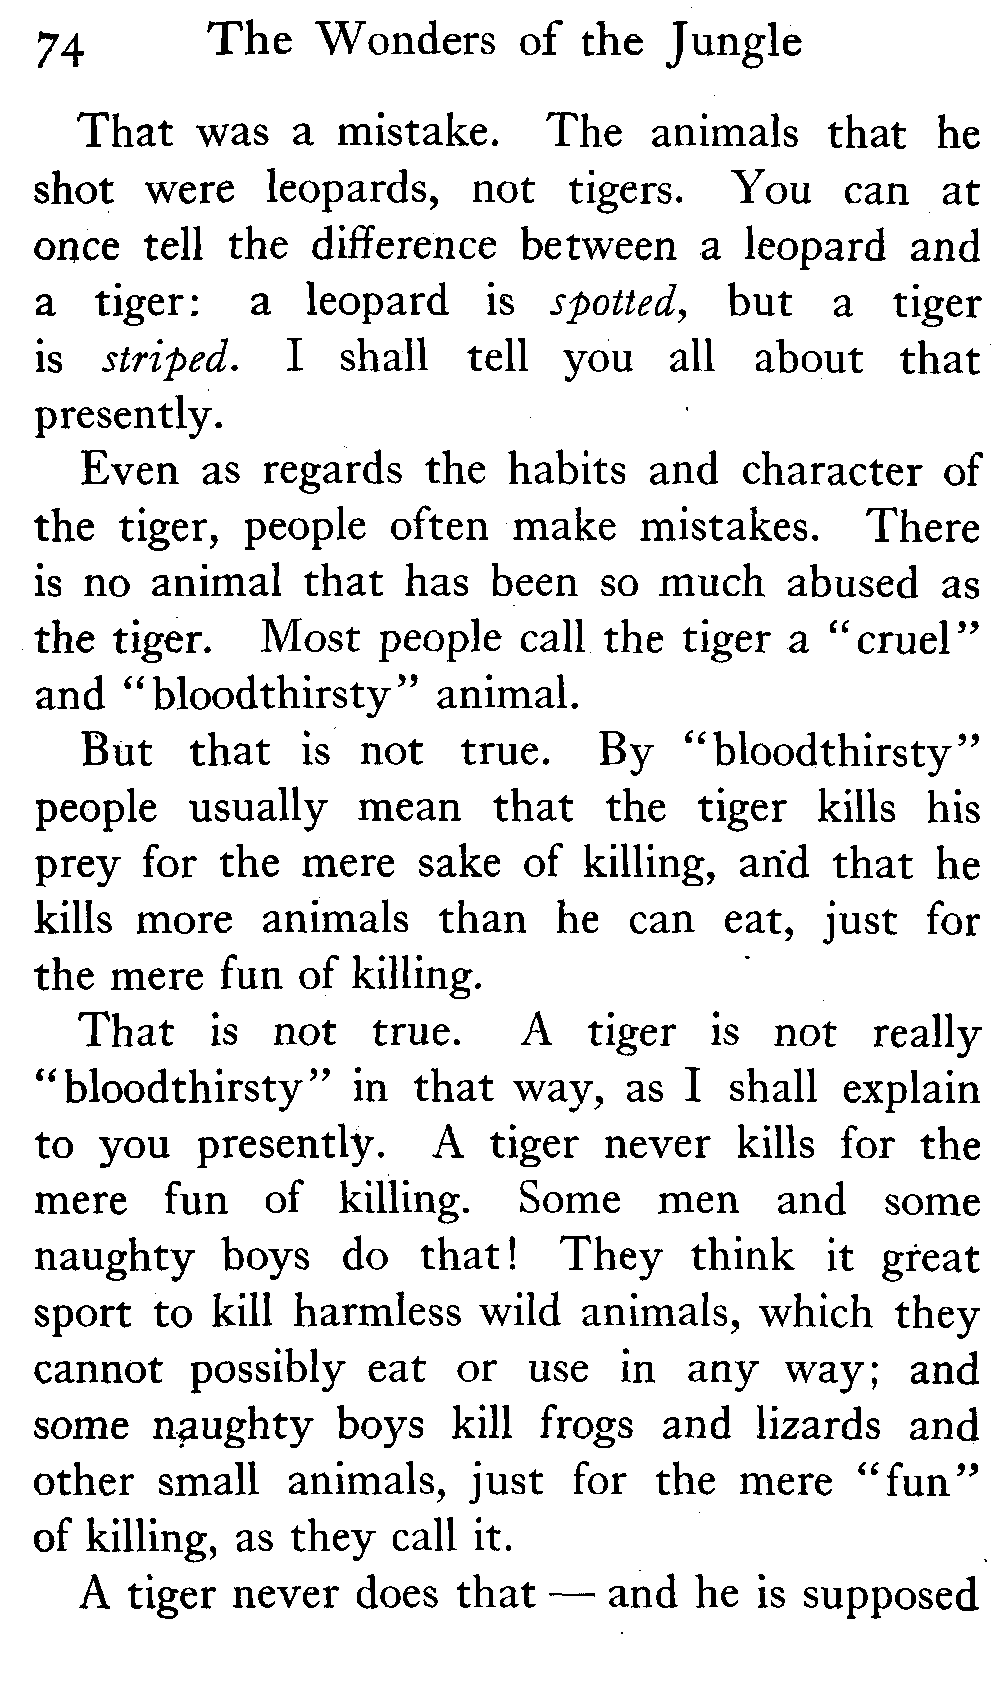 74 The Wonders of the Jungle
That was a mistake. The animals that he
shot were leopards, not tigers. You can at
once tell the difference between a leopard and
a tiger: a leopard is spotted, but a tiger
is striped. I shall tell you all about that
presently.
Even as regards the habits and character of
the tiger, people often make mistakes. There
is no animal that has been so much abused as
the tiger. Most people call the tiger a “cruel”
and “bloodthirsty” animal.
But that is not true. By “bloodthirsty”
people usually mean that the tiger kills his
prey for the mere sake of killing, and that he
kills more animals than he can eat, just for
the mere fun of killing.
That is not true. A tiger is not really
“bloodthirsty” in that way, as I shall explain
to you presently. A tiger never kills for the
mere fun of killing. Some men and some
naughty boys do that! They think it great
sport to kill harmless wild animals, which they
cannot possibly eat or use in any way; and
some naughty boys kill frogs and lizards and
other small animals, just for the mere “fun”
of killing, as they call it.
A tiger never does that — and he is supposed